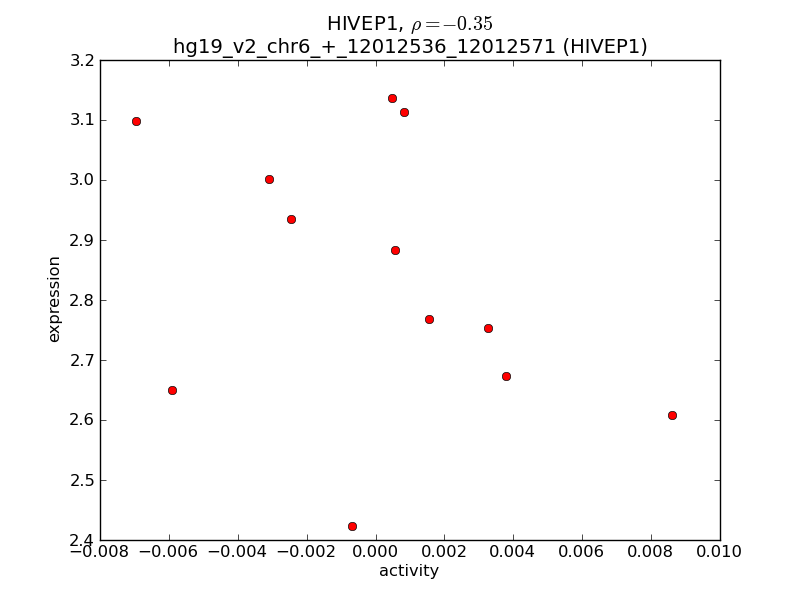 HIVEP1, ρ = −0.35
hg19_v2_chr6_+_12012536_12012571 (HIVEP1)
3.2
3.1
3.0
2.9
2.8
2.7
2.6
2.5
2.4
expression
−0.008 −0.006 −0.004 −0.002 0.000 0.002 0.004 0.006 0.008 0.010
activity